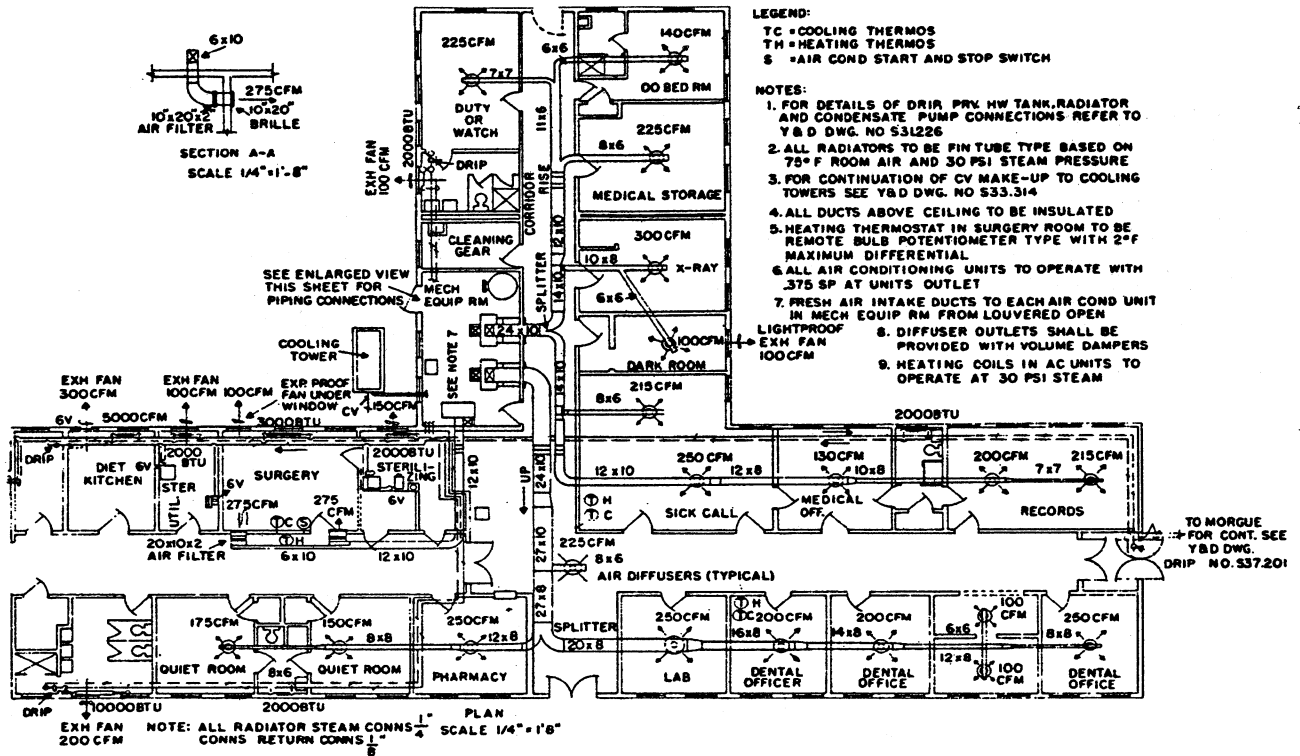 6x10
275CFM
10"x20"x2
AIR FILTER
10"x20"
BRILLE
SECTION A-A
SCALE 1/4"=1'-8"
LEGEND:
TC =COOLING THERMOS
TH =HEATING THERMOS
S =AIR COND START AND STOP SWITCH
NOTES:
1. FOR DETAILS OF DRIR PRV. HW TANK,RADIATOR
AND CONDENSATE PUMP CONNECTIONS REFER TO
Y&D DWG. NO S31226
2. ALL RADIATORS TO BE FIN TUBE TYPE BASED ON
75°F ROOM AIR AND 30 PSI STEAM PRESSURE
3. FOR CONTINUATION OF CV MAKE-UP TO COOLING
TOWERS SEE Y&D DWG. NO S33.314
4. ALL DUCTS ABOVE CEILING TO BE INSULATED
5. HEATING THERMOSTAT IN SURGERY ROOM TO BE
REMOTE BULB POTENTIOMETER TYPE WITH 2°F
MAXIMUM DIFFERENTIAL
6. ALL AIR CONDITIONING UNITS TO OPERATE WITH
.375 SP AT UNITS OUTLET
7. FRESH AIR INTAKE DUCTS TO EACH AIR COND UNIT
IN MECH EQUIP RM FROM LOUVERED OPEN
8. DIFFUSER OUTLETS SHALL BE
PROVIDED WITH VOLUME DAMPERS
9. HEATING COILS IN AC UNITS TO
OPERATE AT 30 PSI STEAM
225CFM
7x7
DUTY
OR
WATCH
6x6
140CFM
OO BED RM
11x6
2000BTU
EXH FAN
100 CFM
DRIP
CORRIDOR
RISE
8x6
225CFM
MEDICAL STORAGE
CLEANING
GEAR
12x10
300CFM
10x8
X-RAY
6x6
SEE ENLARGED VIEW
THIS SHEET FOR
PIPING CONNECTIONS
MECH
EQUIP RM
SPLITTER
14x10
24x10
100CFM
DARK ROOM
LIGHTPROOF
EXH FAN
100CFM
COOLING
TOWER
SEE NOTE 7
14x10
215CFM
8x6
EXH FAN
300CFM
EXH FAN
100CFM
100CFM
EXP. PROOF
FAN UNDER
WINDOW
CV
150CFM
6V
5000CFM
3000BTU
2000BTU
DRIP
DIET
KITCHEN
6V
2000
BTU
STER
UTIL
6V
SURGERY
2000BTU
STERILI-
ZING
6V
12x10
24x10
UP
12x10
250CFM
12x8
130CFM
10x8
200CFM
7x7
215CFM
SICK CALL
MEDICAL
OFF.
RECORDS
T H
T C
275CFM
275
CFM
TC S
TH
20x10x2
AIR FILTER
6x10
12x10
27x10
225CFM
8x6
AIR DIFFUSERS (TYPICAL)
TO MORGUE
FOR CONT. SEE
Y&D DWG.
NO. S37.201
DRIP
27x8
175CFM
150CFM
8x8
250CFM
12x8
QUIET ROOM
8x6
QUIET ROOM
PHARMACY
SPLITTER
20x8
250CFM
LAB
T H
TC
200CFM
16x8
DENTAL
OFFICER
200CFM
14x8
DENTAL
OFFICE
100
CFM
6x6
12x8
100
CFM
250CFM
8x8
DENTAL
OFFICE
DRIP
10000BTU
2000BTU
EXH FAN
200 CFM
NOTE: ALL RADIATOR STEAM CONNS 1/4"
CONNS RETURN CONNS 1/8"
PLAN
SCALE 1/4"=1'8"